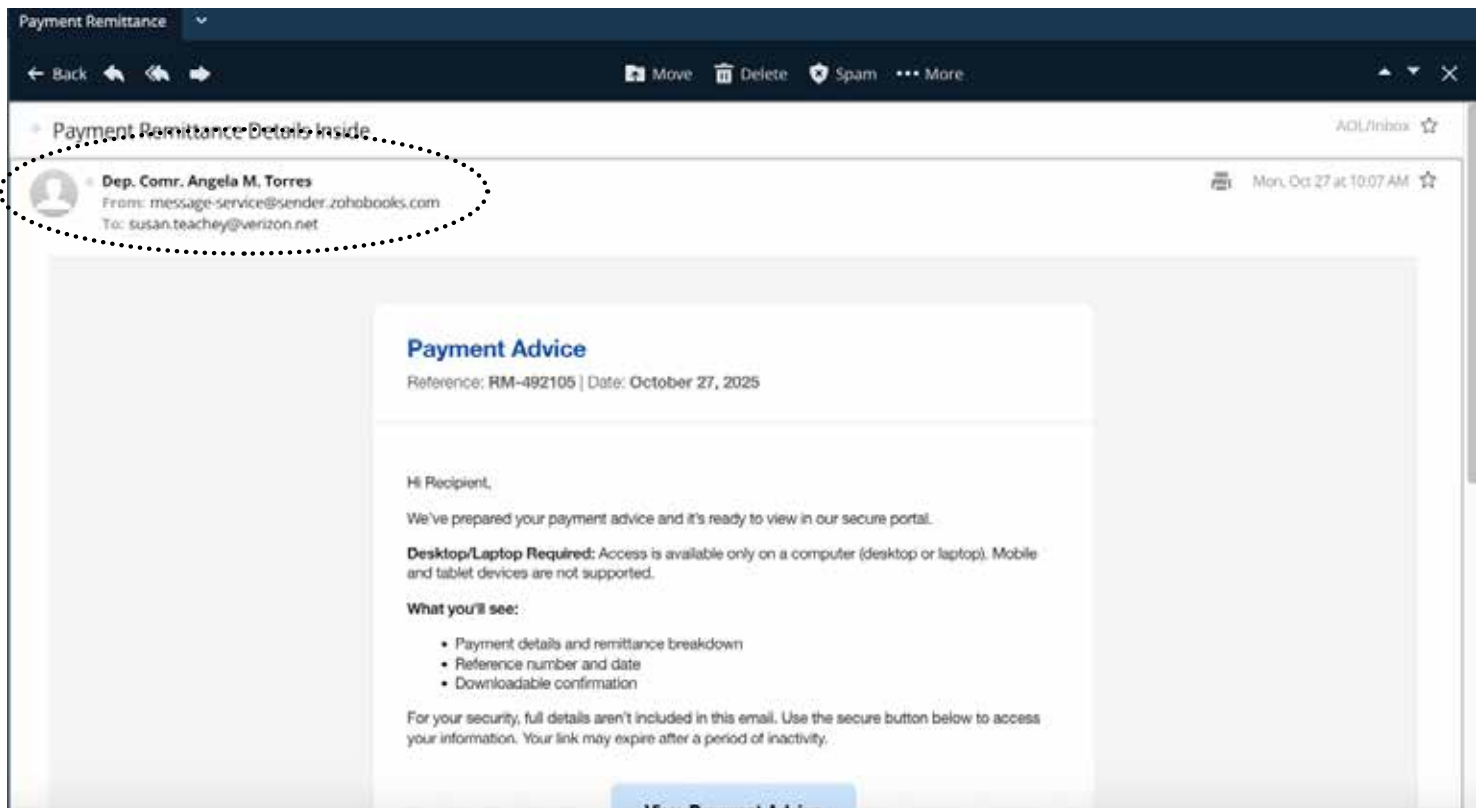 Payment Remittance
Back
Move Delete Spam More
Payment Remittance Details Inside
AOL/Inbox
Dep. Comr. Angela M. Torres
Mon, Oct 27 at 10:07 AM
From: message-service@sender.zohobooks.com
To: susan.teachey@verizon.net
Payment Advice
Reference: RM-492105 | Date: October 27, 2025
Hi Recipient,
We've prepared your payment advice and it's ready to view in our secure portal.
Desktop/Laptop Required: Access is available only on a computer (desktop or laptop). Mobile
and tablet devices are not supported.
What you'll see:
• Payment details and remittance breakdown
• Reference number and date
• Downloadable confirmation
For your security, full details aren't included in this email. Use the secure button below to access
your information. Your link may expire after a period of inactivity.
View Payment Advice